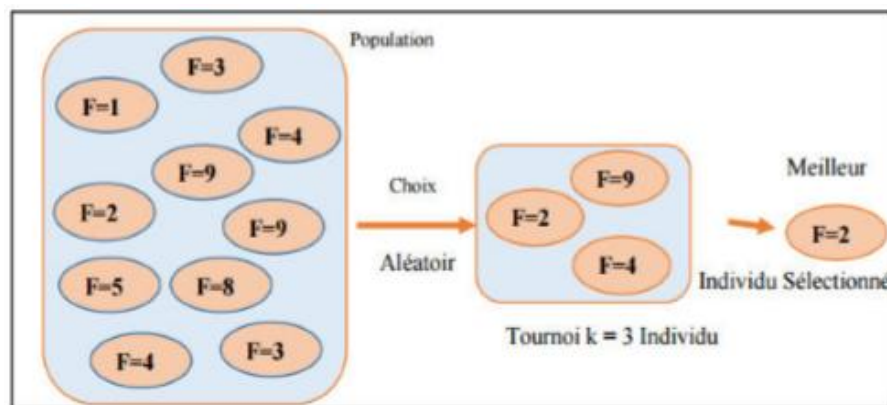 Population
F=3
F=1
F=4
F=9
F=2
F=9
F=5
F=8
F=4
F=3
Choix
Aléatoir
F=9
F=2
F=4
Tournoi k = 3 Individu
Meilleur
F=2
Individu Sélectionné